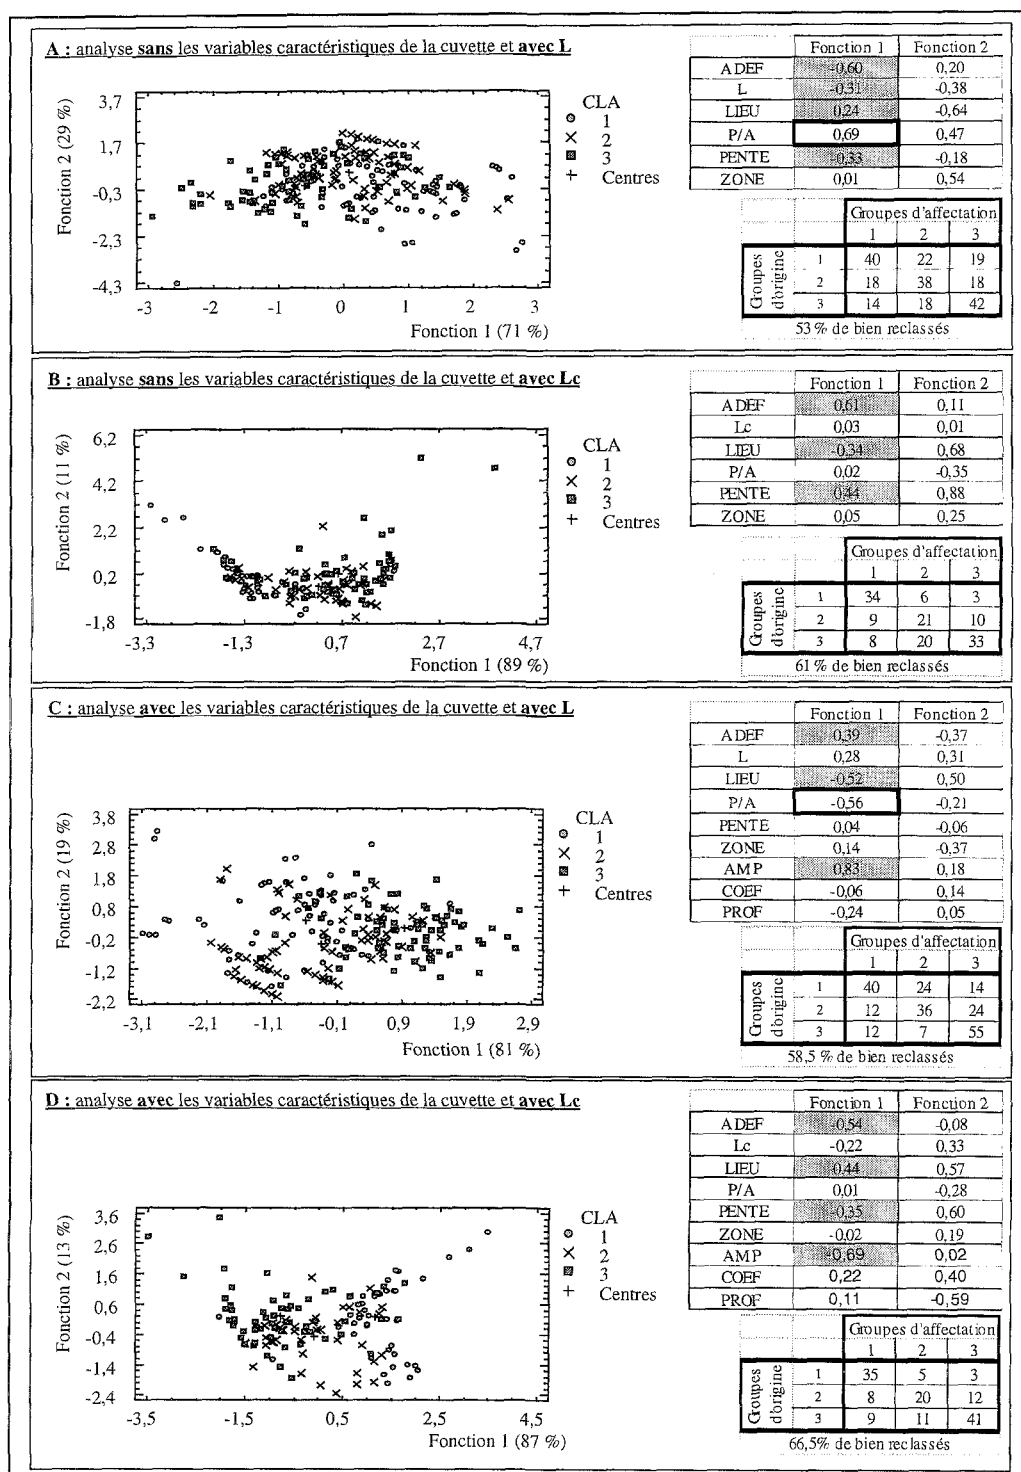 A : analyse sans les variables caractéristiques de la cuvette et avec L
Fonction 2 (29 %)
3,7
1,7
-0,3
-2,3
-4,3
-3 -2 -1 0 1 2 3
Fonction 1 (71 %)
CLA
1
2
3
Centres
Fonction 1 Fonction 2
ADEF -0,60 0,20
L -0,31 -0,38
LIEU 0,24 -0,64
P/A 0,69 0,47
PENTE -0,33 -0,18
ZONE 0,01 0,54
Groupes d'affectation
1 2 3
Groupes d'origine
1 40 22 19
2 18 38 18
3 14 18 42
53 % de bien reclassés
B : analyse sans les variables caractéristiques de la cuvette et avec Lc
Fonction 2 (11 %)
6,2
4,2
2,2
0,2
-1,8
-3,3 -1,3 0,7 2,7 4,7
Fonction 1 (89 %)
CLA
1
2
3
Centres
Fonction 1 Fonction 2
ADEF 0,61 0,11
Lc 0,03 0,01
LIEU -0,34 0,68
P/A 0,02 -0,35
PENTE 0,44 0,88
ZONE 0,05 0,25
Groupes d'affectation
1 2 3
Groupes d'origine
1 34 6 3
2 9 21 10
3 8 20 33
61 % de bien reclassés
C : analyse avec les variables caractéristiques de la cuvette et avec L
Fonction 2 (19 %)
3,8
2,8
1,8
0,8
-0,2
-1,2
-2,2
-3,1 -2,1 -1,1 -0,1 0,9 1,9 2,9
Fonction 1 (81 %)
CLA
1
2
3
Centres
Fonction 1 Fonction 2
ADEF 0,39 -0,37
L 0,28 0,31
LIEU -0,52 0,50
P/A -0,56 -0,21
PENTE 0,04 -0,06
ZONE 0,14 -0,37
AMP 0,83 0,18
COEF -0,06 0,14
PROF -0,24 0,05
Groupes d'affectation
1 2 3
Groupes d'origine
1 40 24 14
2 12 36 24
3 12 7 55
58,5 % de bien reclassés
D : analyse avec les variables caractéristiques de la cuvette et avec Lc
Fonction 2 (13 %)
3,6
2,6
1,6
0,6
-0,4
-1,4
-2,4
-3,5 -1,5 0,5 2,5 4,5
Fonction 1 (87 %)
CLA
1
2
3
Centres
Fonction 1 Fonction 2
ADEF -0,54 -0,08
Lc -0,22 0,33
LIEU 0,44 0,57
P/A 0,01 -0,28
PENTE -0,35 0,60
ZONE -0,02 0,19
AMP -0,69 0,02
COEF 0,22 0,40
PROF 0,11 -0,59
Groupes d'affectation
1 2 3
Groupes d'origine
1 35 5 3
2 8 20 12
3 9 11 41
66,5% de bien reclassés